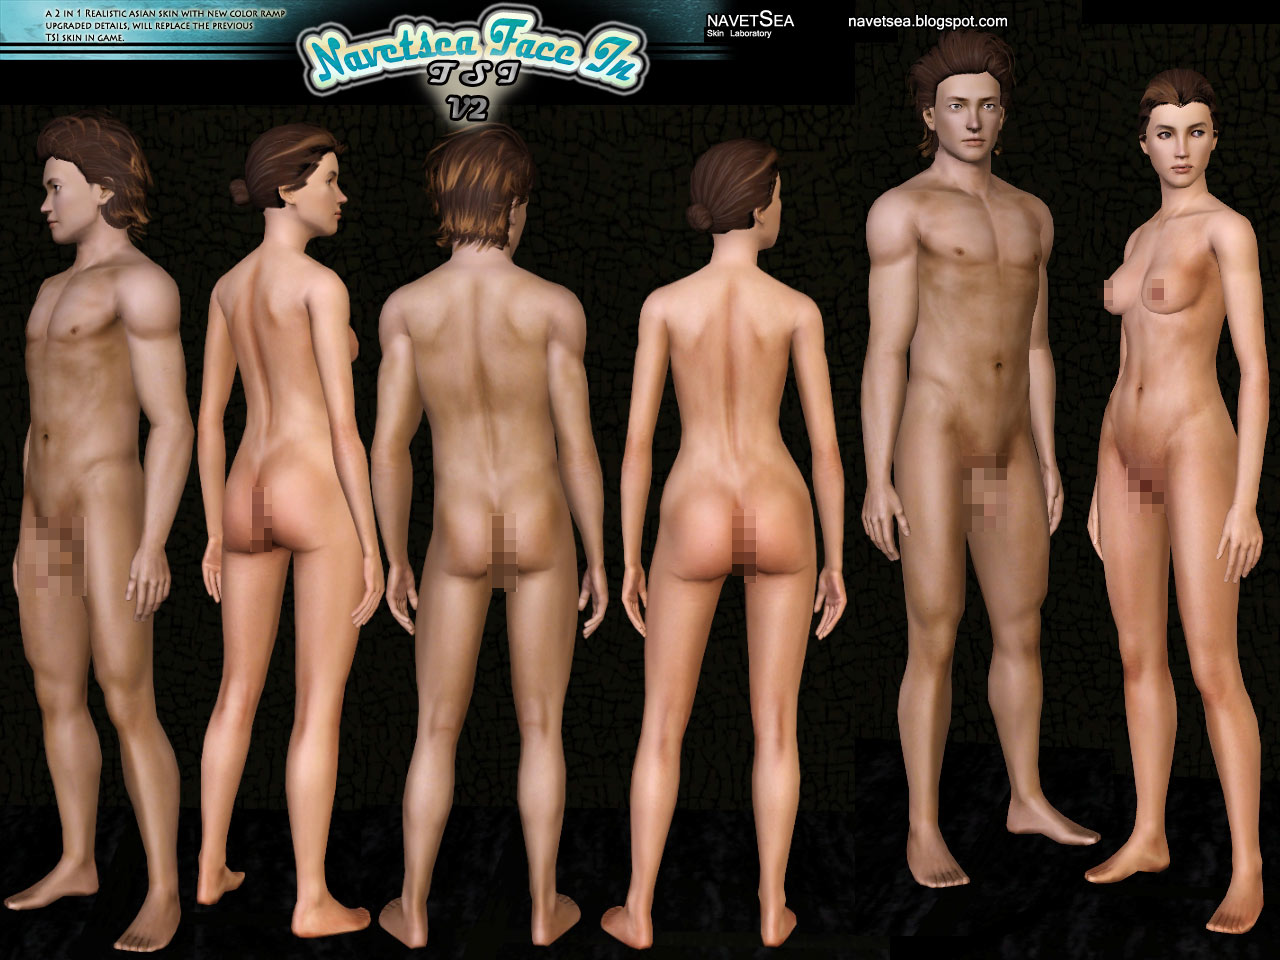 A 2 IN 1 REALISTIC ASIAN SKIN WITH NEW COLOR RAMP
UPGRADED DETAILS, WILL REPLACE THE PREVIOUS
TSI SKIN IN GAME.
Navetsea Face In
TSI
V2
NAVETSEA
Skin Laboratory
navetsea.blogspot.com